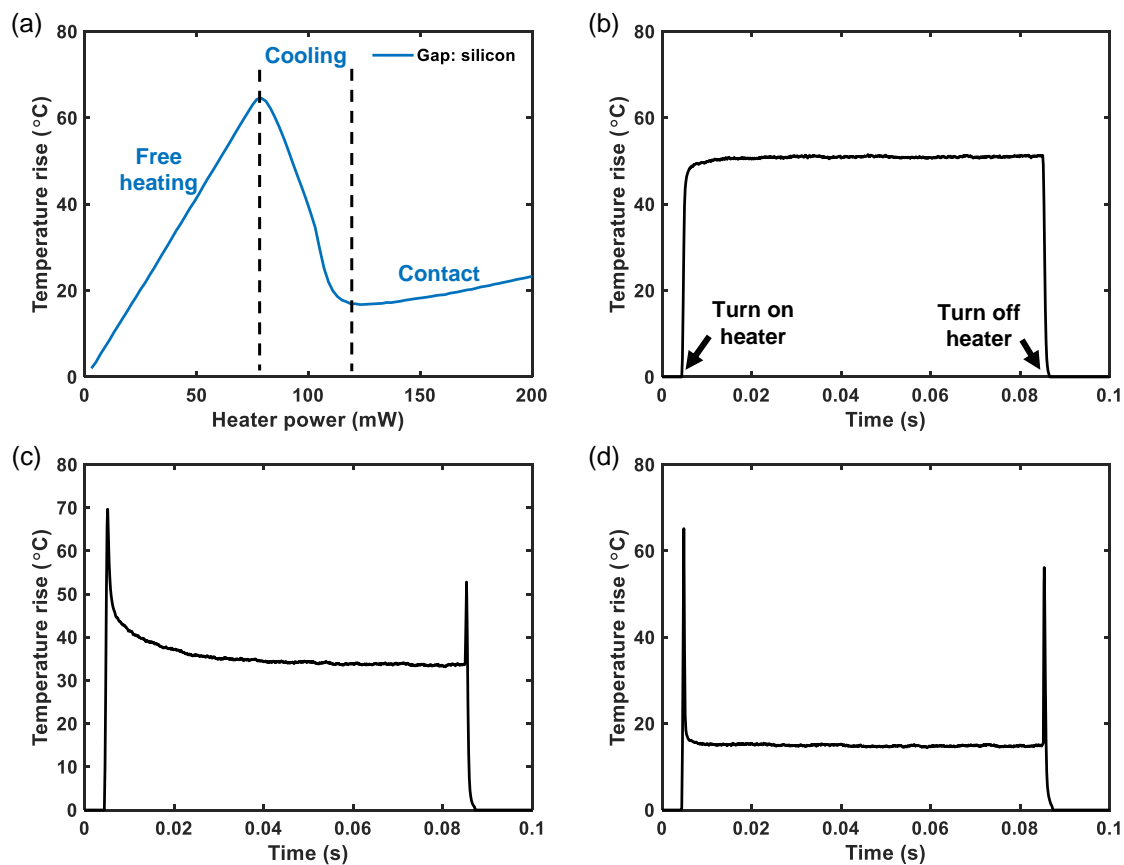 (a)
80
60
40
20
0
Temperature rise (°C)
Cooling
Gap: silicon
Free
heating
Contact
0
50
100
150
200
Heater power (mW)
(b)
80
60
40
20
0
Temperature rise (°C)
Turn on
heater
Turn off
heater
0
0.02
0.04
0.06
0.08
0.1
Time (s)
(c)
80
70
60
50
40
30
20
10
0
Temperature rise (°C)
0
0.02
0.04
0.06
0.08
0.1
Time (s)
(d)
80
60
40
20
0
Temperature rise (°C)
0
0.02
0.04
0.06
0.08
0.1
Time (s)